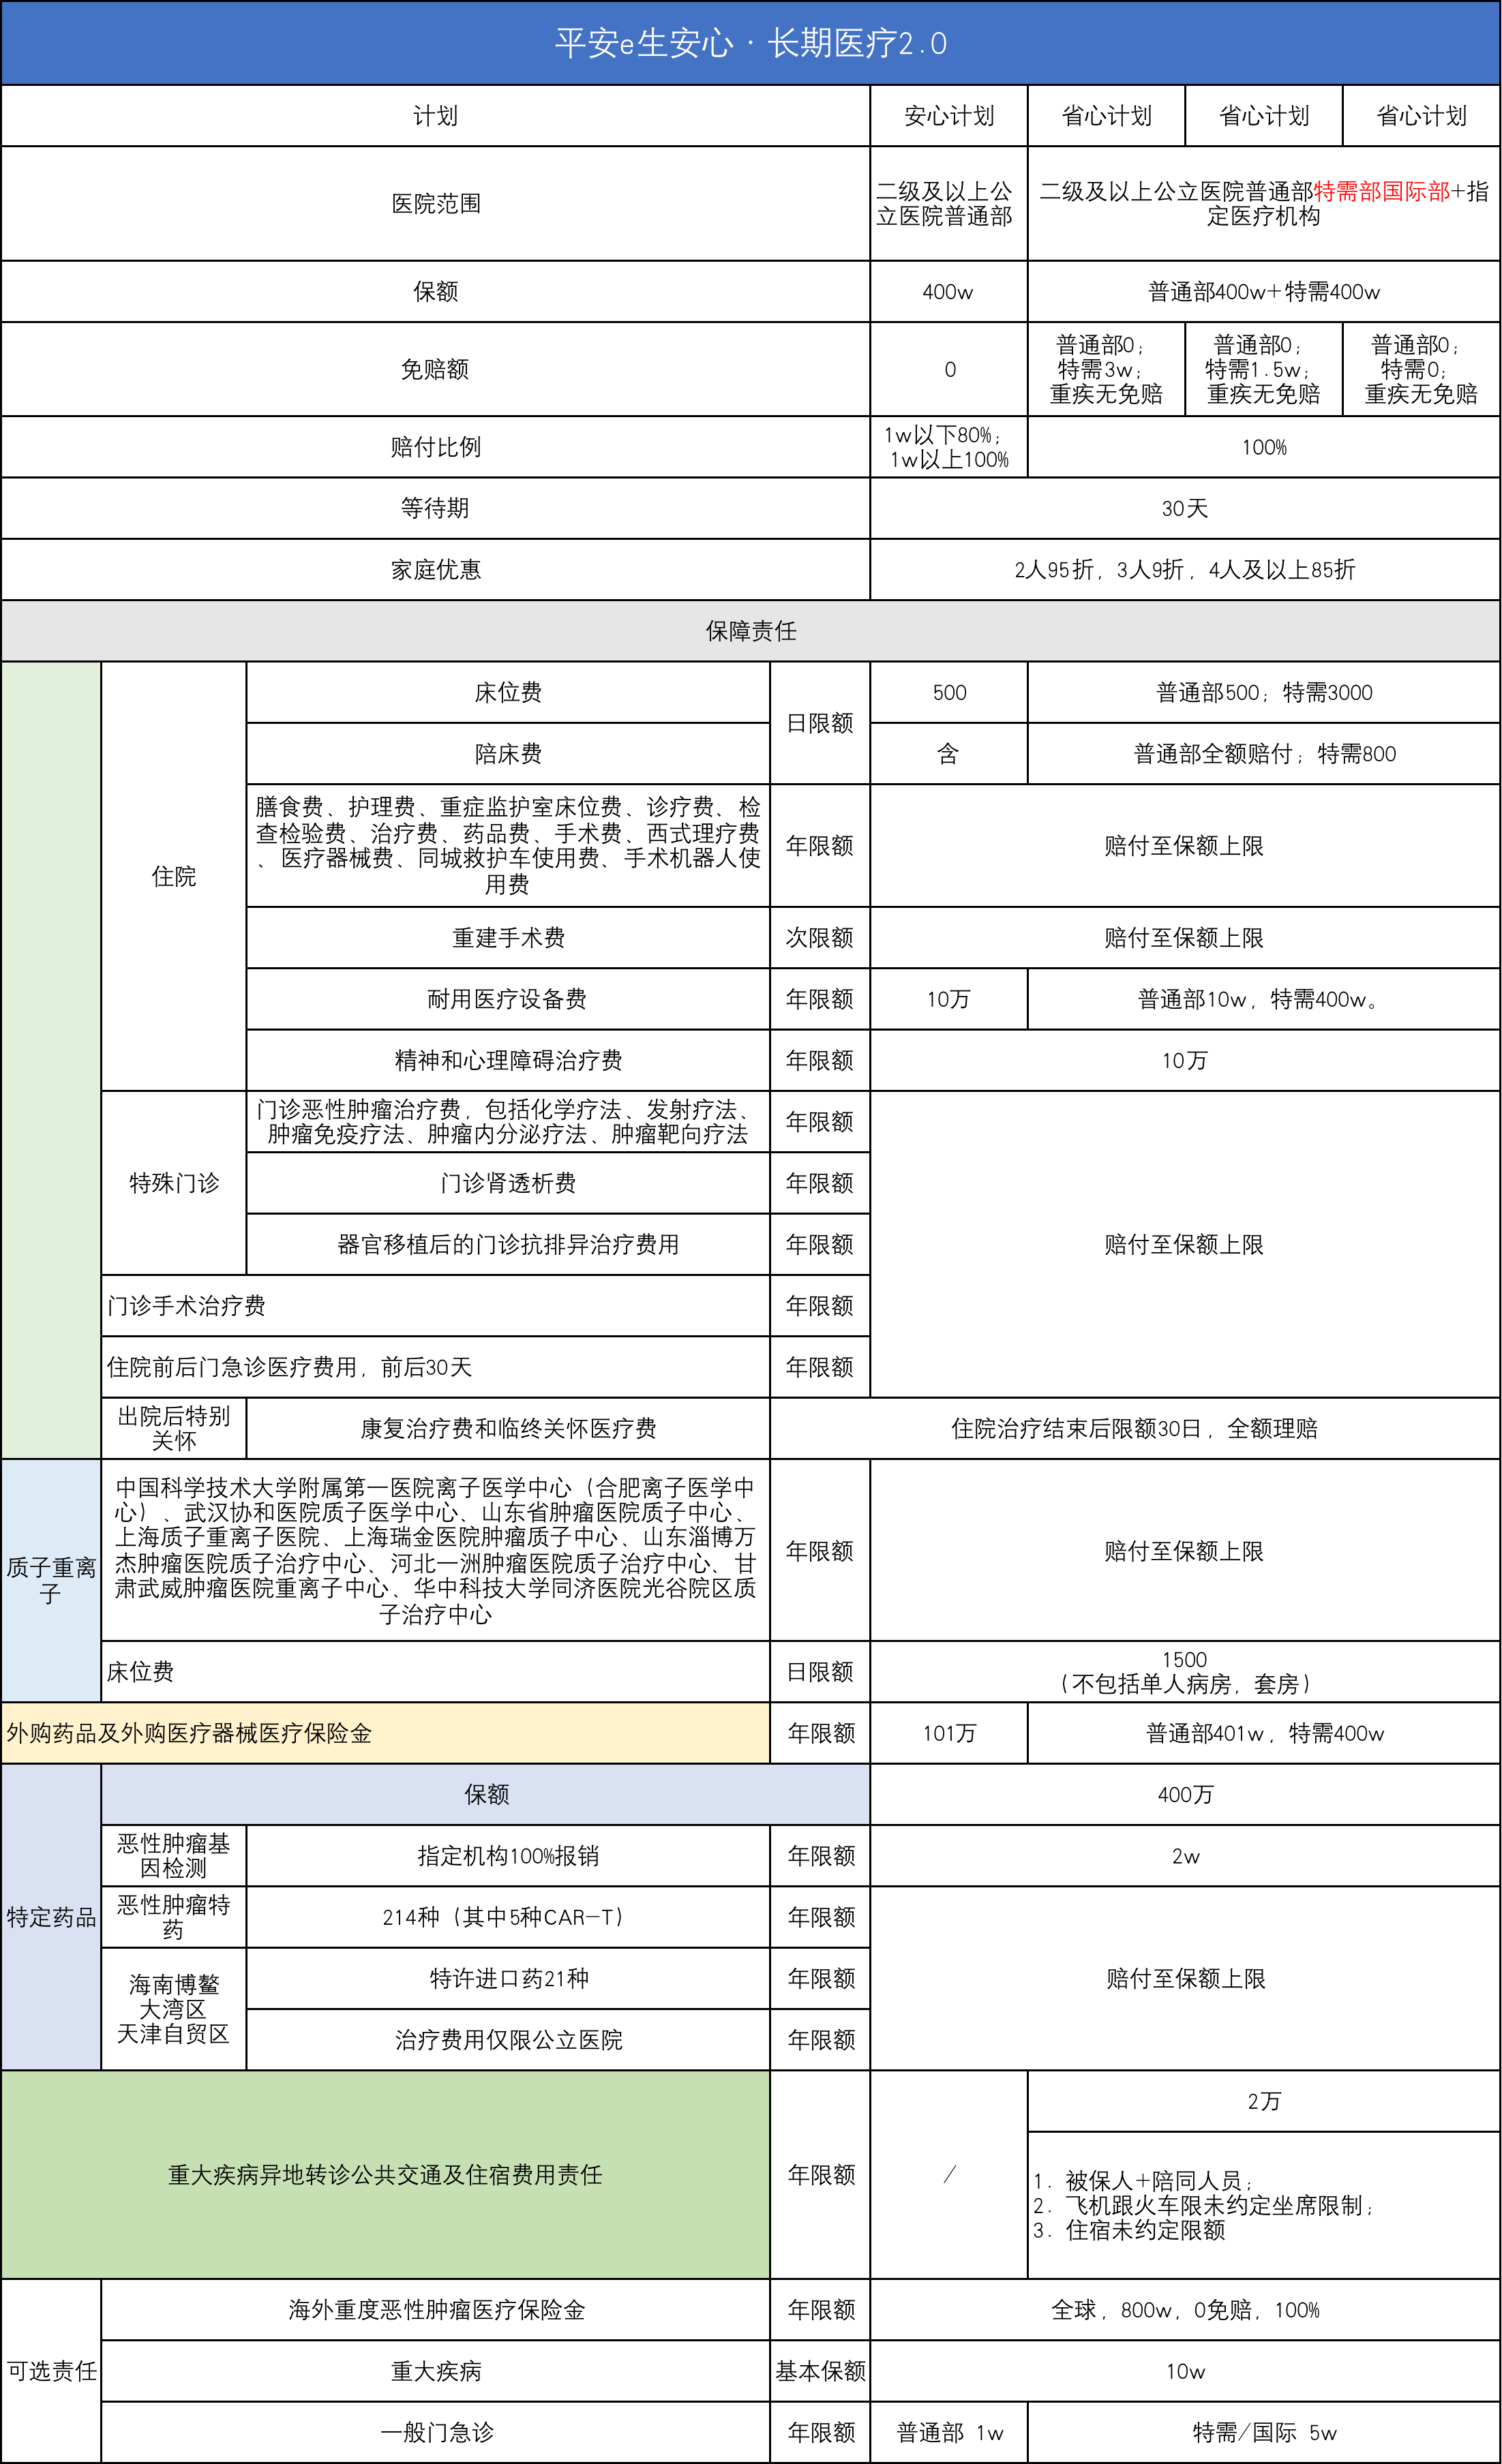 平安e生安心·长期医疗2.0
计划
安心计划
省心计划
省心计划
省心计划
医院范围
二级及以上公
立医院普通部
二级及以上公立医院普通部特需部国际部+指
定医疗机构
保额
400w
普通部400w+特需400w
免赔额
0
普通部0；
特需3w；
重疾无免赔
普通部0；
特需1.5w；
重疾无免赔
普通部0；
特需0；
重疾无免赔
赔付比例
1w以下80%；
1w以上100%
100%
等待期
30天
家庭优惠
2人95折，3人9折，4人及以上85折
保障责任
住院
床位费
日限额
500
普通部500；特需3000
陪床费
含
普通部全额赔付；特需800
膳食费、护理费、重症监护室床位费、诊疗费、检
查检验费、治疗费、药品费、手术费、西式理疗费
、医疗器械费、同城救护车使用费、手术机器人使
用费
年限额
赔付至保额上限
重建手术费
次限额
赔付至保额上限
耐用医疗设备费
年限额
10万
普通部10w，特需400w。
精神和心理障碍治疗费
年限额
10万
特殊门诊
门诊恶性肿瘤治疗费，包括化学疗法、发射疗法、
肿瘤免疫疗法、肿瘤内分泌疗法、肿瘤靶向疗法
年限额
赔付至保额上限
门诊肾透析费
年限额
器官移植后的门诊抗排异治疗费用
年限额
门诊手术治疗费
年限额
住院前后门急诊医疗费用，前后30天
年限额
出院后特别
关怀
康复治疗费和临终关怀医疗费
住院治疗结束后限额30日，全额理赔
质子重离
子
中国科学技术大学附属第一医院离子医学中心（合肥离子医学中
心）、武汉协和医院质子医学中心、山东省肿瘤医院质子中心、
上海质子重离子医院、上海瑞金医院肿瘤质子中心、山东淄博万
杰肿瘤医院质子治疗中心、河北一洲肿瘤医院质子治疗中心、甘
肃武威肿瘤医院重离子中心、华中科技大学同济医院光谷院区质
子治疗中心
年限额
赔付至保额上限
床位费
日限额
1500
（不包括单人病房，套房）
外购药品及外购医疗器械医疗保险金
年限额
101万
普通部401w，特需400w
特定药品
保额
400万
恶性肿瘤基
因检测
指定机构100%报销
年限额
2w
恶性肿瘤特
药
214种（其中5种CAR-T）
年限额
赔付至保额上限
海南博鳌
大湾区
天津自贸区
特许进口药21种
年限额
治疗费用仅限公立医院
年限额
重大疾病异地转诊公共交通及住宿费用责任
年限额
/
2万
1. 被保人+陪同人员；
2. 飞机跟火车限未约定坐席限制；
3. 住宿未约定限额
可选责任
海外重度恶性肿瘤医疗保险金
年限额
全球，800w，0免赔，100%
重大疾病
基本保额
10w
一般门急诊
年限额
普通部 1w
特需/国际 5w